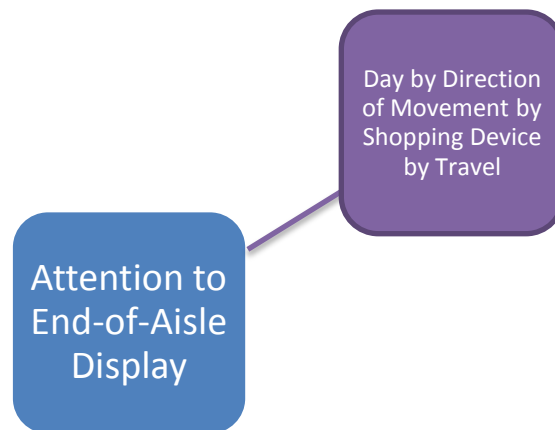 Day by Direction
of Movement by
Shopping Device
by Travel
Attention to
End-of-Aisle
Display